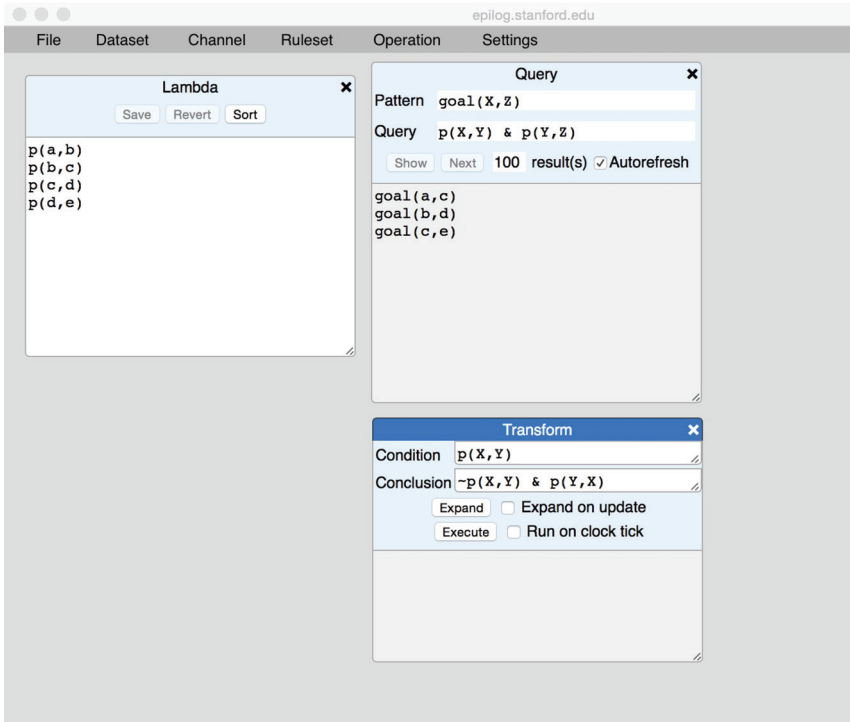 epilog.stanford.edu
File Dataset Channel Ruleset Operation Settings
Lambda
Save Revert Sort
p(a,b)
p(b,c)
p(c,d)
p(d,e)
Query
Pattern goal(X,Z)
Query p(X,Y) & p(Y,Z)
Show Next 100 result(s) Autorefresh
goal(a,c)
goal(b,d)
goal(c,e)
Transform
Condition p(X,Y)
Conclusion ~p(X,Y) & p(Y,X)
Expand Expand on update
Execute Run on clock tick